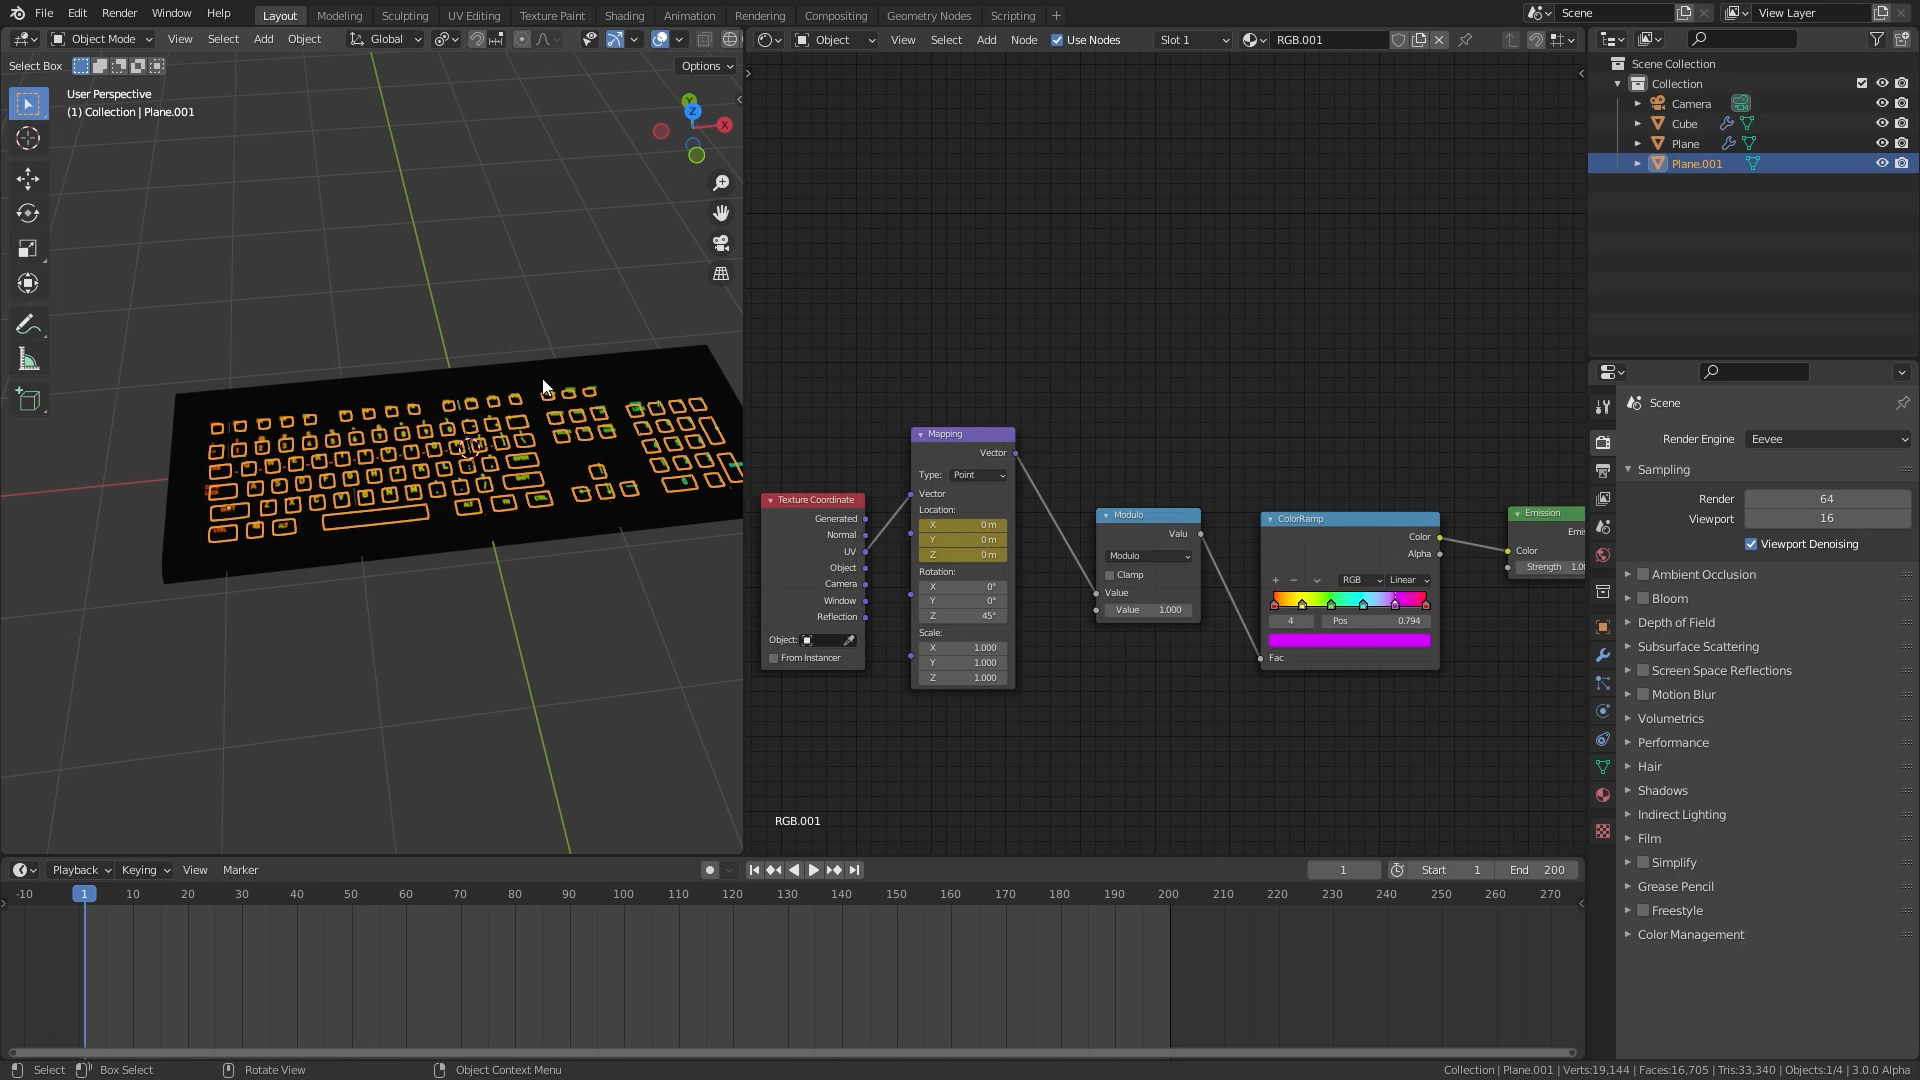 File Edit Render Window Help Layout Modeling Sculpting UV Editing Texture Paint Shading Animation Rendering Compositing Geometry Nodes Scripting + Scene View Layer
Object Mode View Select Add Object Global Object View Select Add Node Use Nodes Slot 1 RGB.001
Select Box Options
User Perspective
(1) Collection | Plane.001
Y
Z
X
Scene Collection
Collection
Camera
Cube
Plane
Plane.001
Mapping
Vector
Type: Point
Vector
Location:
X 0 m
Y 0 m
Z 0 m
Rotation:
X 0°
Y 0°
Z 45°
Scale:
X 1.000
Y 1.000
Z 1.000
Texture Coordinate
Generated
Normal
UV
Object
Camera
Window
Reflection
Object:
From Instancer
Modulo
Valu
Modulo
Clamp
Value
Value 1.000
ColorRamp
Color
Alpha
+ − RGB Linear
4 Pos 0.794
Fac
Emission
Emis
Color
Strength 1.00
RGB.001
Scene
Render Engine Eevee
Sampling
Render 64
Viewport 16
Viewport Denoising
Ambient Occlusion
Bloom
Depth of Field
Subsurface Scattering
Screen Space Reflections
Motion Blur
Volumetrics
Performance
Hair
Shadows
Indirect Lighting
Film
Simplify
Grease Pencil
Freestyle
Color Management
Playback Keying View Marker 1 Start 1 End 200
-10 1 10 20 30 40 50 60 70 80 90 100 110 120 130 140 150 160 170 180 190 200 210 220 230 240 250 260 270
Select Box Select Rotate View Object Context Menu Collection | Plane.001 | Verts:19,144 | Faces:16,705 | Tris:33,340 | Objects:1/4 | 3.0.0 Alpha